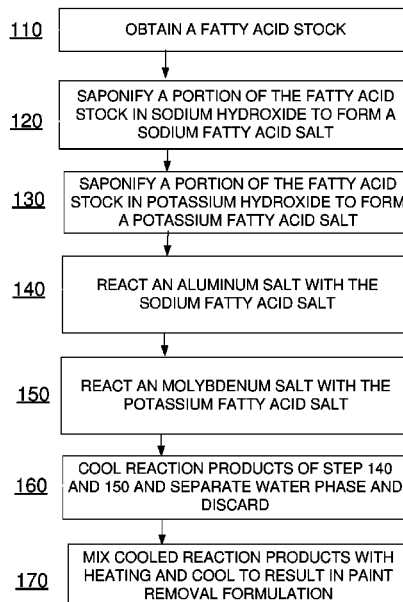 110
OBTAIN A FATTY ACID STOCK
120
SAPONIFY A PORTION OF THE FATTY ACID
STOCK IN SODIUM HYDROXIDE TO FORM A
SODIUM FATTY ACID SALT
130
SAPONIFY A PORTION OF THE FATTY ACID
STOCK IN POTASSIUM HYDROXIDE TO FORM
A POTASSIUM FATTY ACID SALT
140
REACT AN ALUMINUM SALT WITH THE
SODIUM FATTY ACID SALT
150
REACT AN MOLYBDENUM SALT WITH THE
POTASSIUM FATTY ACID SALT
160
COOL REACTION PRODUCTS OF STEP 140
AND 150 AND SEPARATE WATER PHASE AND
DISCARD
170
MIX COOLED REACTION PRODUCTS WITH
HEATING AND COOL TO RESULT IN PAINT
REMOVAL FORMULATION